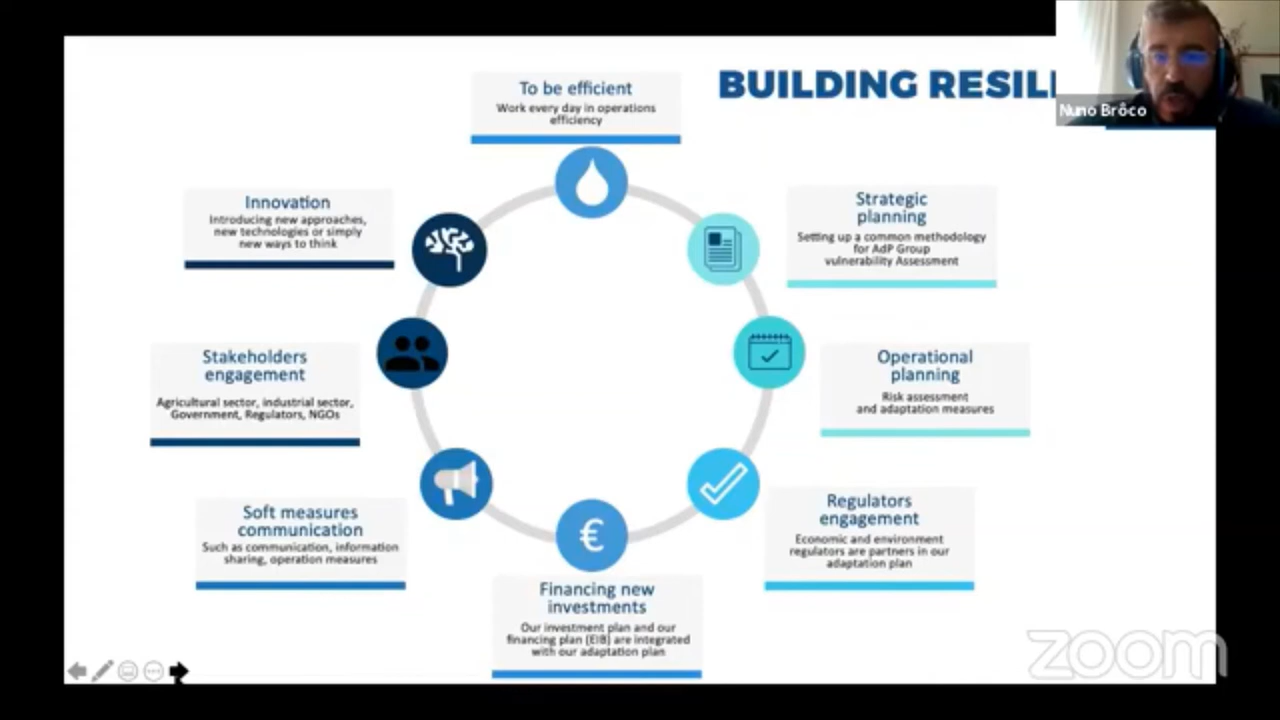 BUILDING RESIL
Nuno Brôco
To be efficient
Work every day in operations
efficiency
Strategic
planning
Setting up a common methodology
for AdP Group
vulnerability Assessment
Operational
planning
Risk assessment
and adaptation measures
Regulators
engagement
Economic and environment
regulators are partners in our
adaptation plan
€
Financing new
investments
Our investment plan and our
financing plan (EIB) are integrated
with our adaptation plan
Soft measures
communication
Such as communication, information
sharing, operation measures
Stakeholders
engagement
Agricultural sector, industrial sector,
Government, Regulators, NGOs
Innovation
Introducing new approaches,
new technologies or simply
new ways to think
zoom